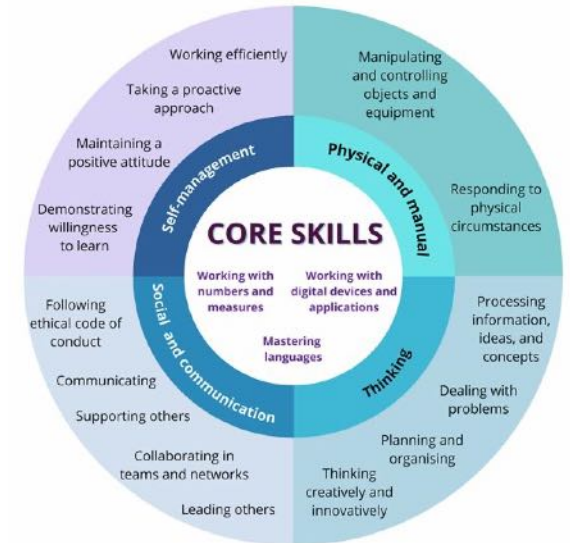 Working efficiently
Taking a proactive
approach
Maintaining a
positive attitude
Demonstrating
willingness
to learn
Self-management
Manipulating
and controlling
objects and
equipment
Responding to
physical
circumstances
Physical and manual
CORE SKILLS
Working with
numbers and
measures
Working with
digital devices and
applications
Mastering
languages
Social and communication
Following
ethical code of
conduct
Communicating
Supporting others
Collaborating in
teams and networks
Leading others
Thinking
Processing
information,
ideas, and
concepts
Dealing with
problems
Planning and
organising
Thinking
creatively and
innovatively